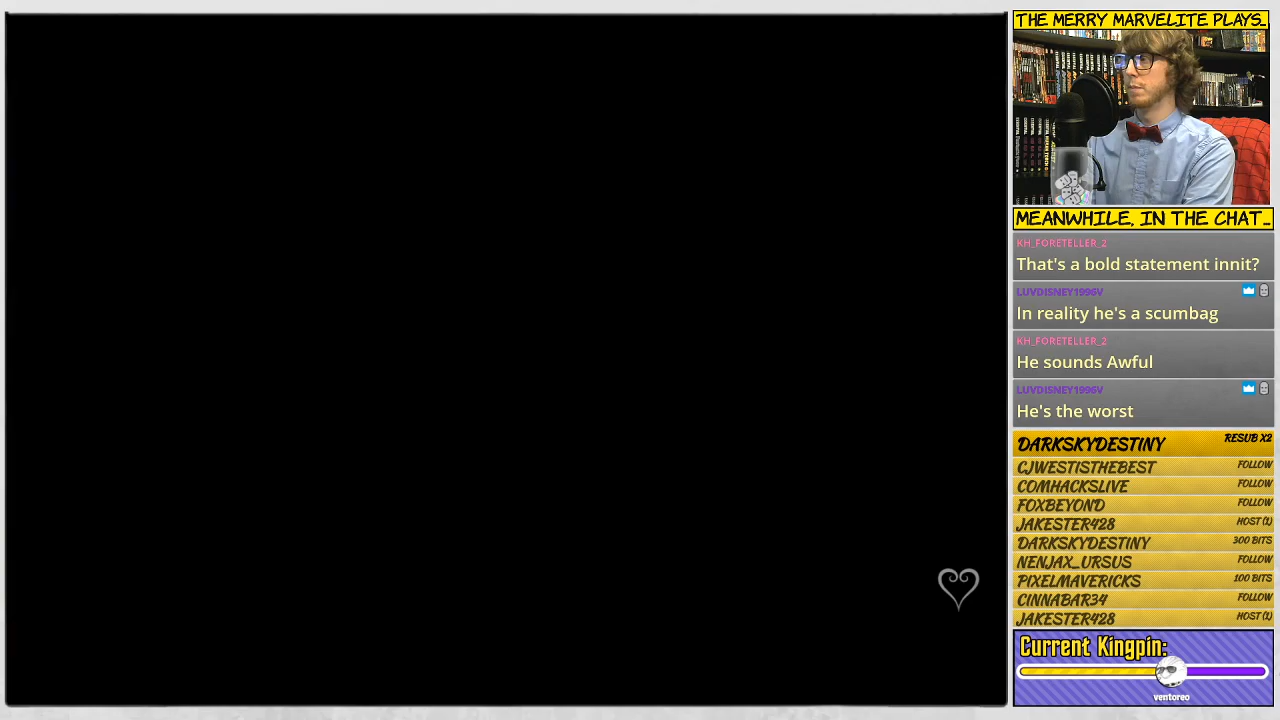 THE MERRY MARVELITE PLAYS...
MEANWHILE, IN THE CHAT...
KH_FORETELLER_2
That's a bold statement innit?
LUVDISNEY1996V
In reality he's a scumbag
KH_FORETELLER_2
He sounds Awful
LUVDISNEY1996V
He's the worst
DARKSKYDESTINY RESUB X2
CJWESTISTHEBEST FOLLOW
COMHACKSLIVE FOLLOW
FOXBEYOND FOLLOW
JAKESTER428 HOST (1)
DARKSKYDESTINY 300 BITS
NENJAX_URSUS FOLLOW
PIXELMAVERICKS 100 BITS
CINNABAR34 FOLLOW
JAKESTER428 HOST (1)
Current Kingpin:
ventoreo